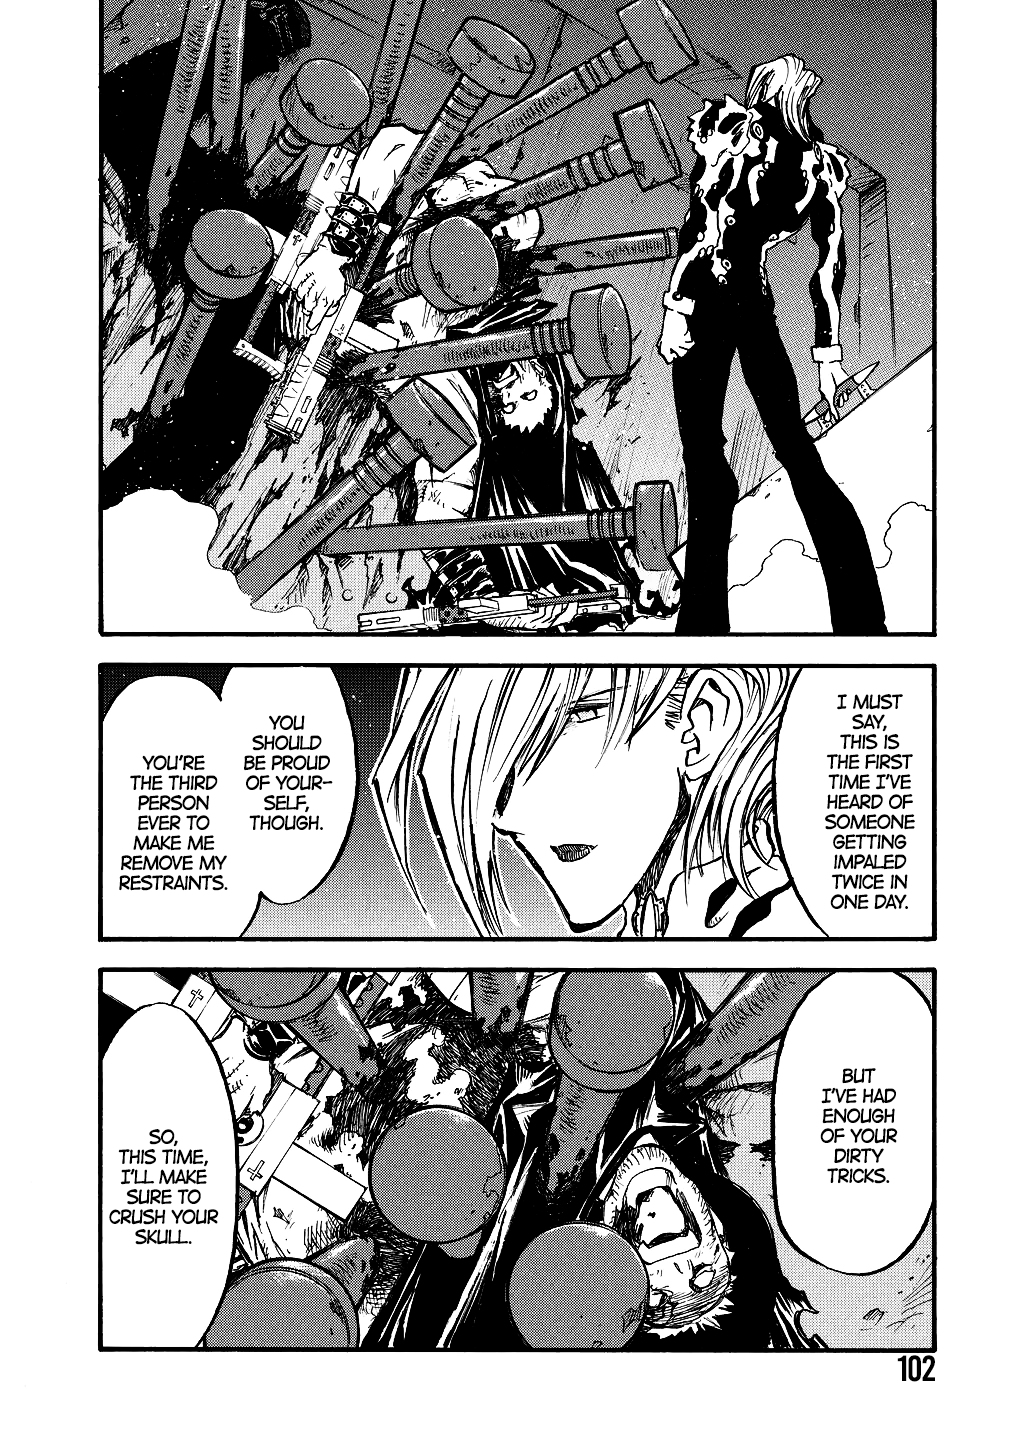 I MUST
SAY,
THIS IS
THE FIRST
TIME I'VE
HEARD OF
SOMEONE
GETTING
IMPALED
TWICE IN
ONE DAY.
YOU
SHOULD
BE PROUD
OF YOUR-
SELF,
THOUGH.
YOU'RE
THE THIRD
PERSON
EVER TO
MAKE ME
REMOVE MY
RESTRAINTS.
BUT
I'VE HAD
ENOUGH
OF YOUR
DIRTY
TRICKS.
SO,
THIS TIME,
I'LL MAKE
SURE TO
CRUSH YOUR
SKULL.
102